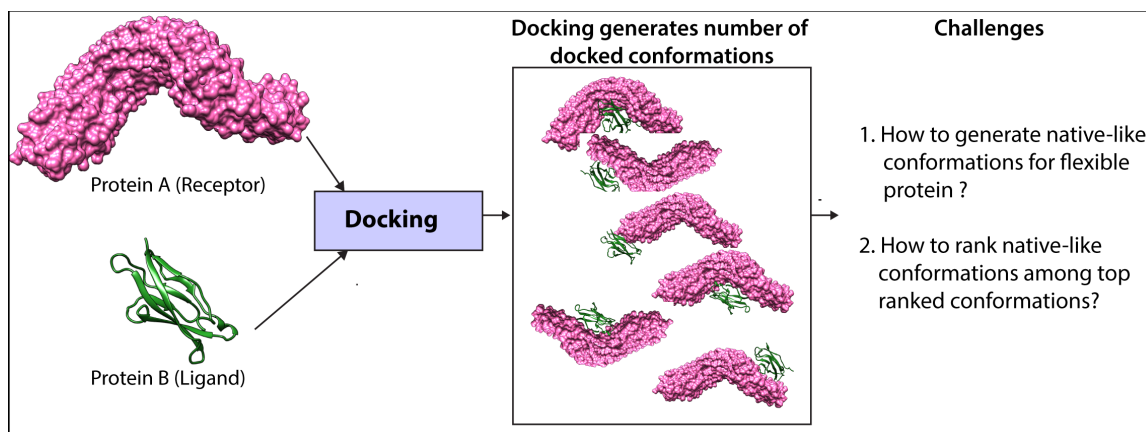 Protein A (Receptor)
Protein B (Ligand)
Docking
Docking generates number of
docked conformations
Challenges
1. How to generate native-like
conformations for flexible
protein ?
2. How to rank native-like
conformations among top
ranked conformations?